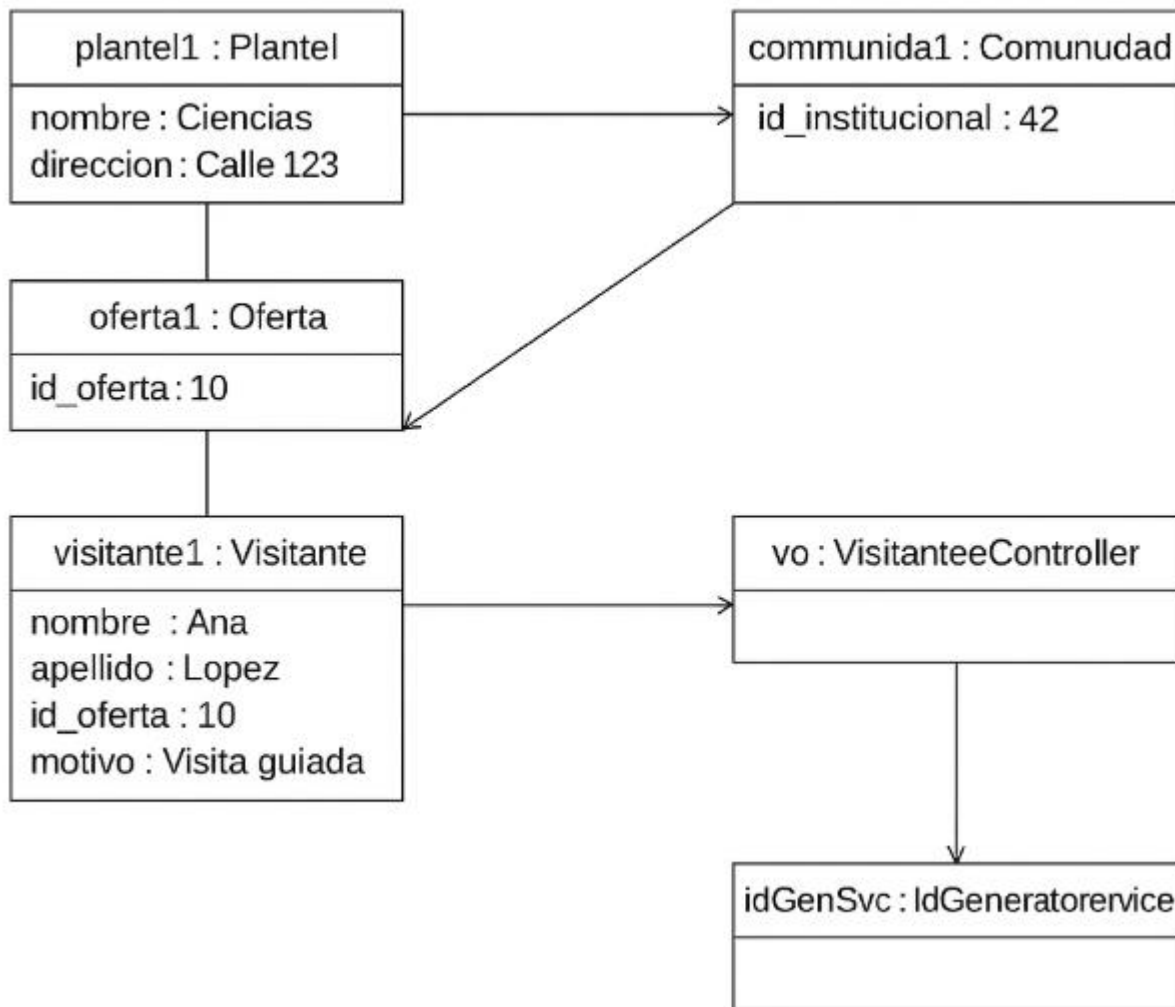 plantel1 : Plantel
nombre : Ciencias
direccion : Calle 123
communida1 : Comunudad
id_institucional : 42
oferta1 : Oferta
id_oferta : 10
visitante1 : Visitante
nombre : Ana
apellido : Lopez
id_oferta : 10
motivo : Visita guiada
vo : VisitanteeController
idGenSvc : IdGeneratorervice